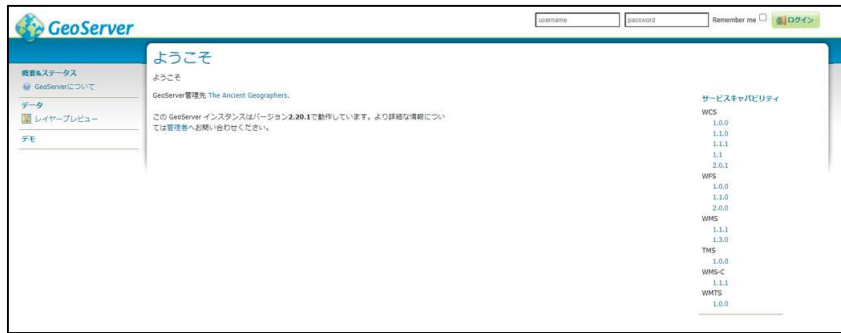 GeoServer
username
password
Remember me
ログイン
概要&ステータス
GeoServerについて
データ
レイヤープレビュー
デモ
ようこそ
ようこそ
GeoServer管理先 The Ancient Geographers.
この GeoServer インスタンスはバージョン2.20.1で動作しています。より詳細な情報につい
ては管理者へお問い合わせください。
サービスキャパビリティ
WCS
1.0.0
1.1.0
1.1.1
1.1
2.0.1
WFS
1.0.0
1.1.0
2.0.0
WMS
1.1.1
1.3.0
TMS
1.0.0
WMS-C
1.1.1
WMTS
1.0.0